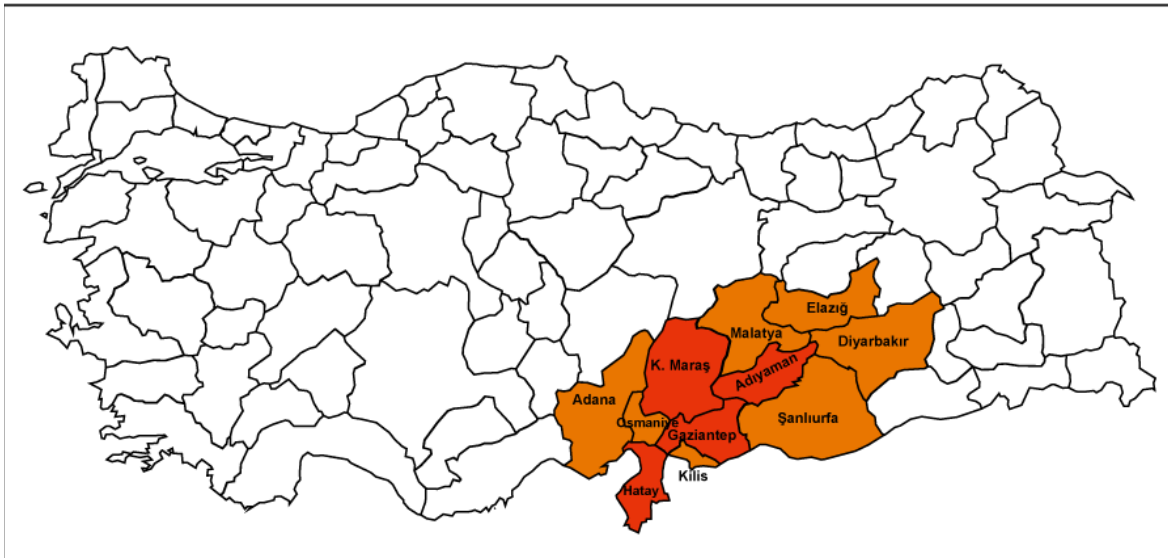 Elazığ
Malatya
Diyarbakır
K. Maraş
Adıyaman
Adana
Şanlıurfa
Osmaniye
Gaziantep
Kilis
Hatay